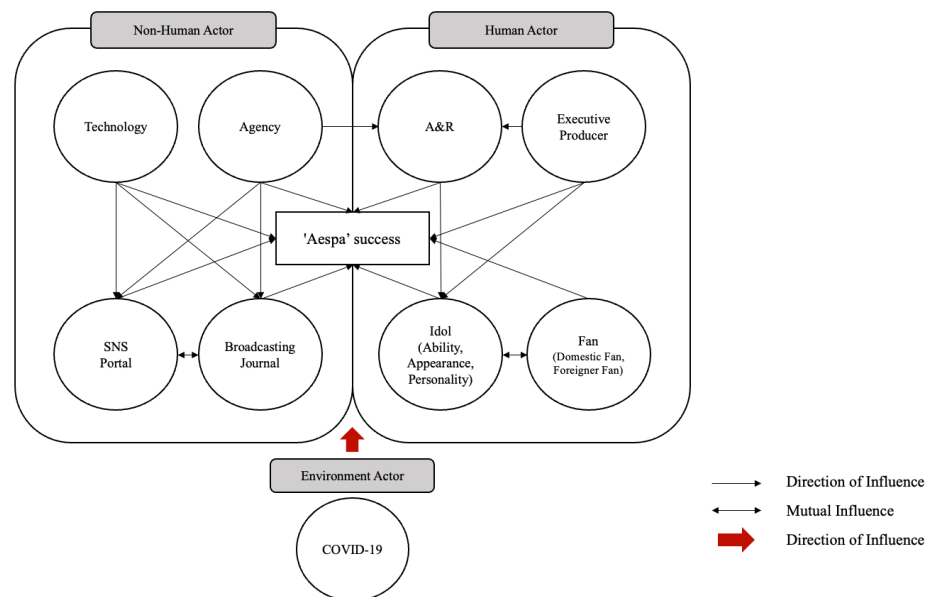 Non-Human Actor
Human Actor
Technology
Agency
A&R
Executive
Producer
'Aespa’ success
SNS
Portal
Broadcasting
Journal
Idol
(Ability,
Appearance,
Personality)
Fan
(Domestic Fan,
Foreigner Fan)
Environment Actor
COVID-19
Direction of Influence
Mutual Influence
Direction of Influence